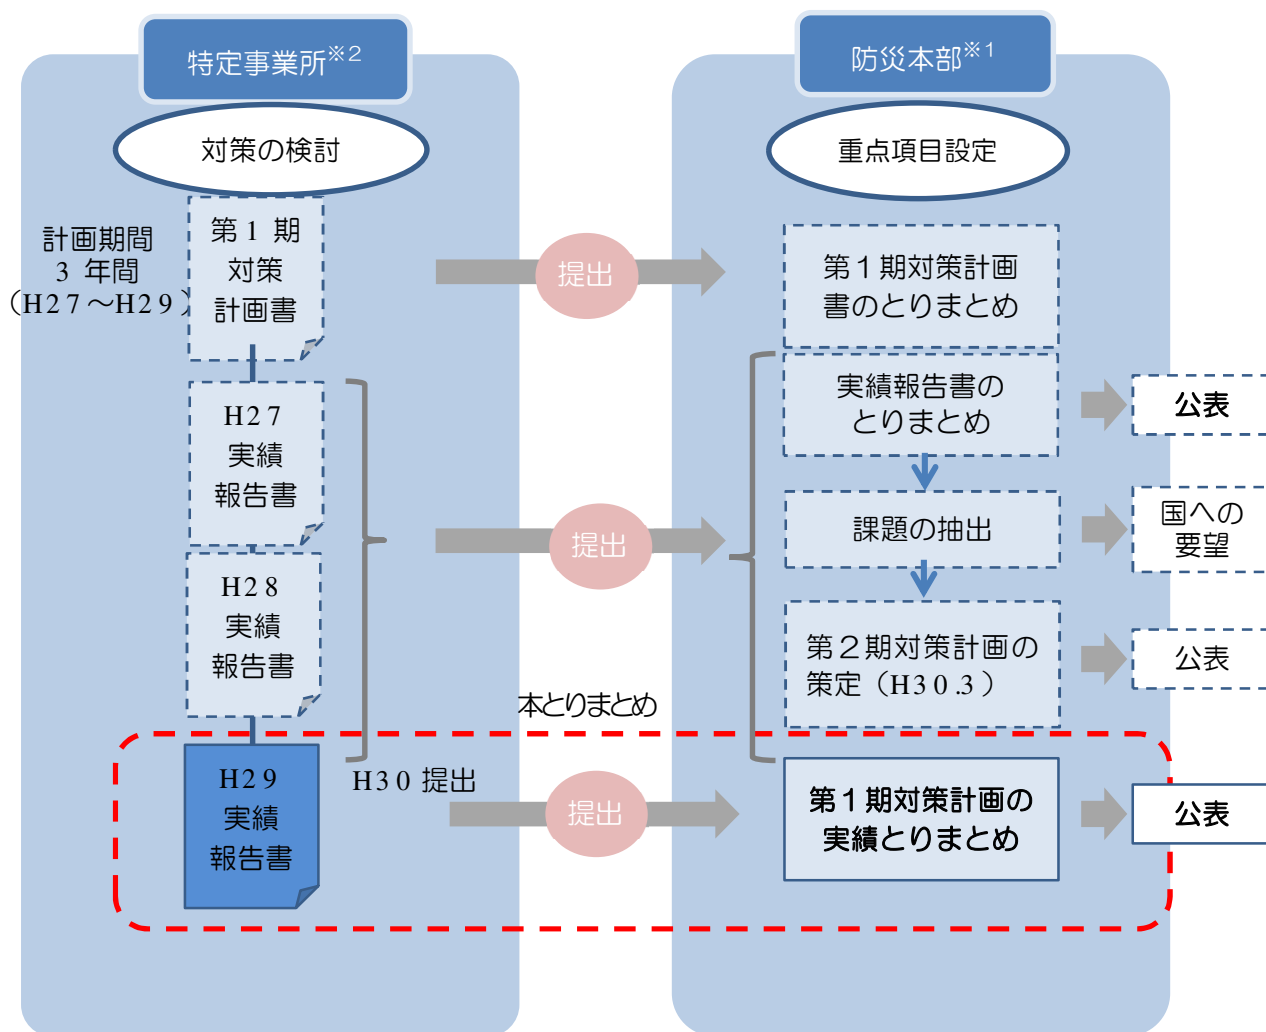 特定事業所※2
対策の検討
計画期間
3 年間
（H27～H29）
第1 期
対策
計画書
H27
実績
報告書
H28
実績
報告書
H29
実績
報告書
H30 提出
本とりまとめ
提出
提出
提出
防災本部※1
重点項目設定
第１期対策計画
書のとりまとめ
実績報告書の
とりまとめ
課題の抽出
第２期対策計画の
策定（H30.3）
第１期対策計画の
実績とりまとめ
公表
国への
要望
公表
公表